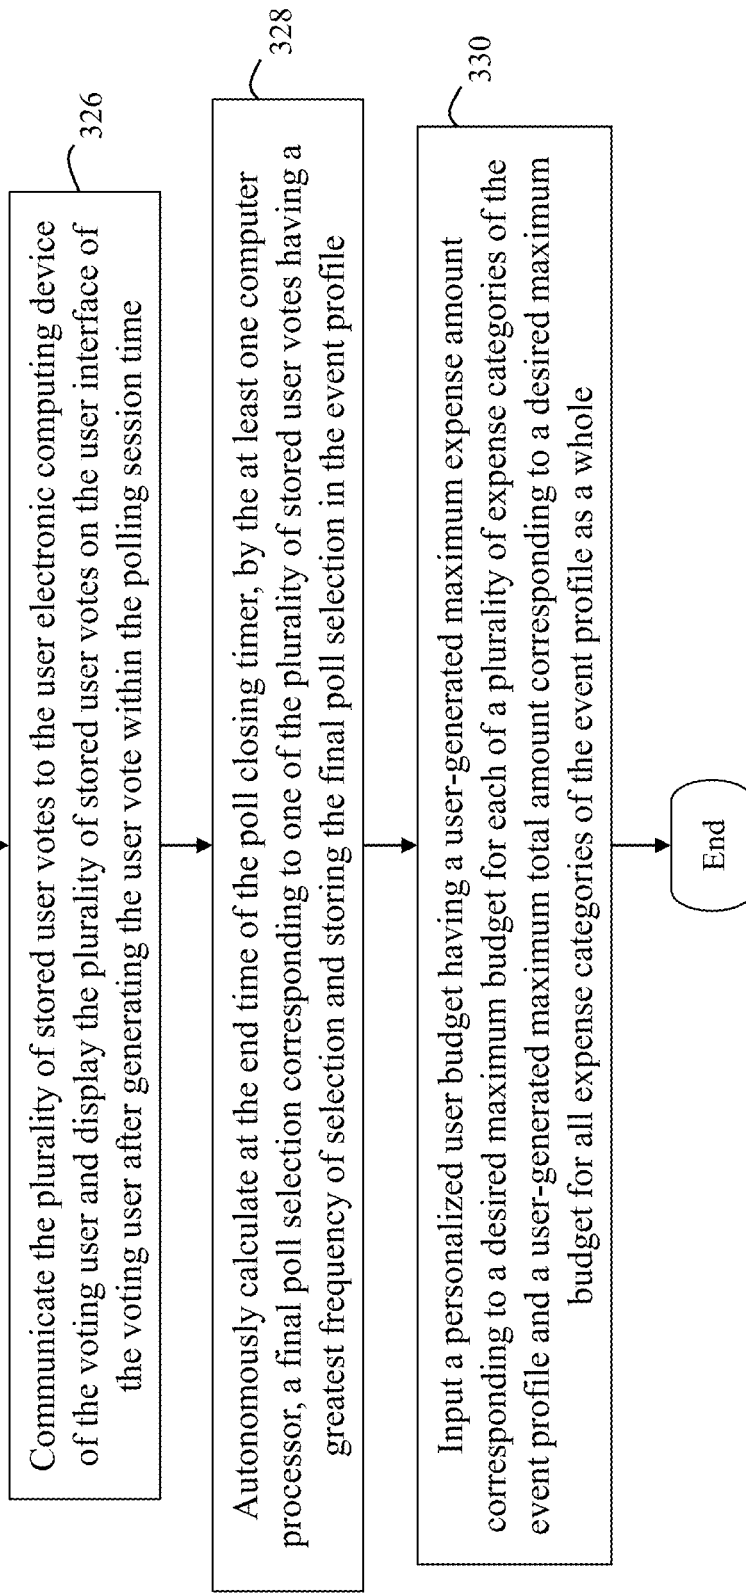 326
Communicate the plurality of stored user votes to the user electronic computing device
of the voting user and display the plurality of stored user votes on the user interface of
the voting user after generating the user vote within the polling session time
328
Autonomously calculate at the end time of the poll closing timer, by the at least one computer
processor, a final poll selection corresponding to one of the plurality of stored user votes having a
greatest frequency of selection and storing the final poll selection in the event profile
330
Input a personalized user budget having a user-generated maximum expense amount
corresponding to a desired maximum budget for each of a plurality of expense categories of the
event profile and a user-generated maximum total amount corresponding to a desired maximum
budget for all expense categories of the event profile as a whole
End